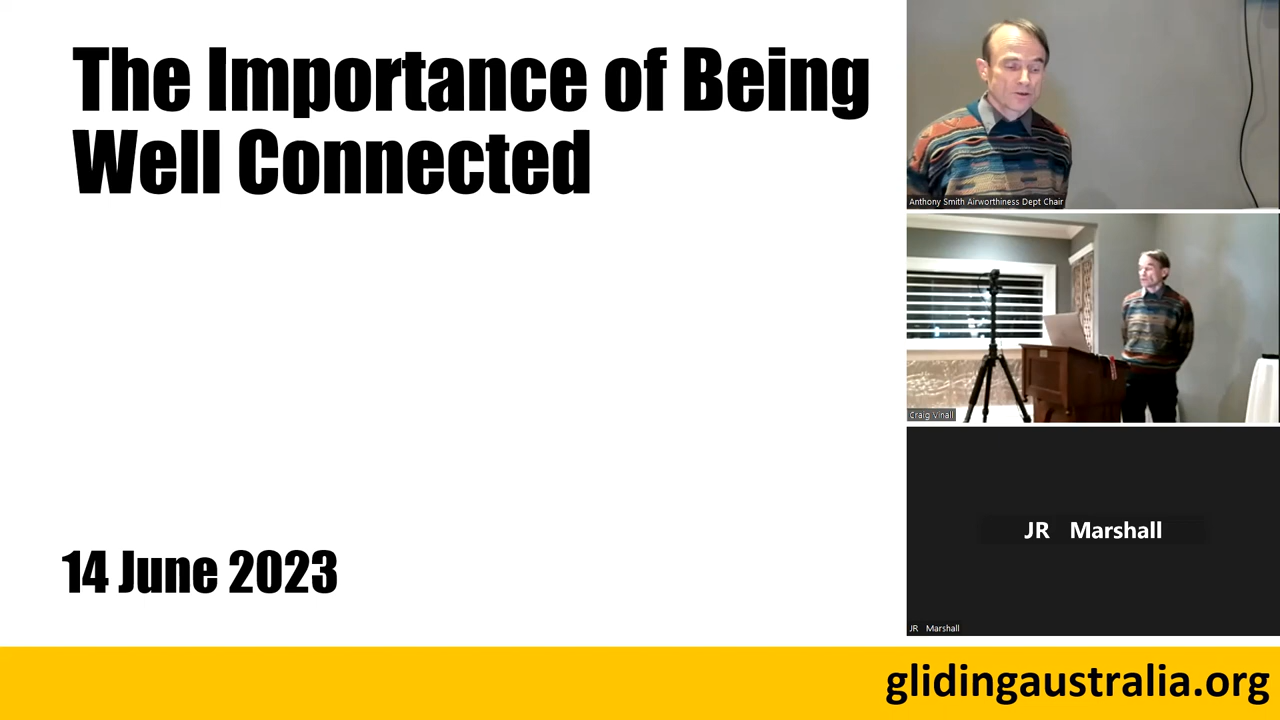 The Importance of Being
Well Connected
14 June 2023
glidingaustralia.org
Anthony Smith Airworthiness Dept Chair
Craig Vinall
JR Marshall
JR Marshall